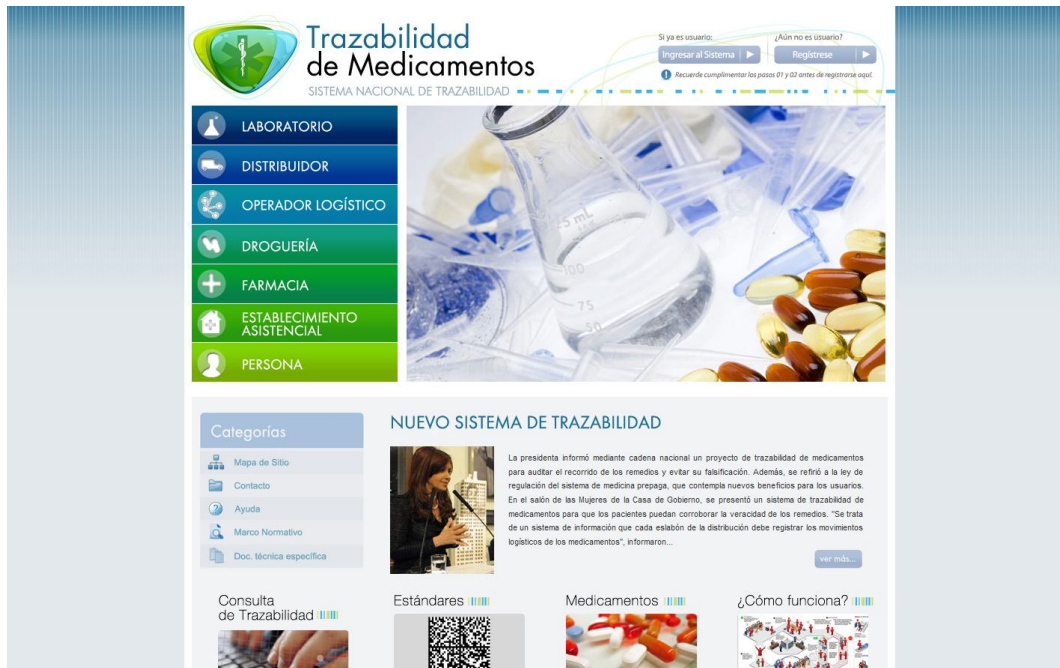 Trazabilidad
de Medicamentos
SISTEMA NACIONAL DE TRAZABILIDAD
Si ya es usuario:
Ingresar al Sistema
¿Aún no es usuario?
Regístrese
Recuerde cumplimentar los pasos 01 y 02 antes de registrarse aquí.
LABORATORIO
DISTRIBUIDOR
OPERADOR LOGÍSTICO
DROGUERÍA
FARMACIA
ESTABLECIMIENTO
ASISTENCIAL
PERSONA
25 mL
100
75
50
Categorías
Mapa de Sitio
Contacto
Ayuda
Marco Normativo
Doc. técnica específica
NUEVO SISTEMA DE TRAZABILIDAD
La presidenta informó mediante cadena nacional un proyecto de trazabilidad de medicamentos
para auditar el recorrido de los remedios y evitar su falsificación. Además, se refirió a la ley de
regulación del sistema de medicina prepaga, que contempla nuevos beneficios para los usuarios.
En el salón de las Mujeres de la Casa de Gobierno, se presentó un sistema de trazabilidad de
medicamentos para que los pacientes puedan corroborar la veracidad de los remedios. "Se trata
de un sistema de información que cada eslabón de la distribución debe registrar los movimientos
logísticos de los medicamentos", informaron...
ver más...
Consulta
de Trazabilidad
Estándares
Medicamentos
¿Cómo funciona?